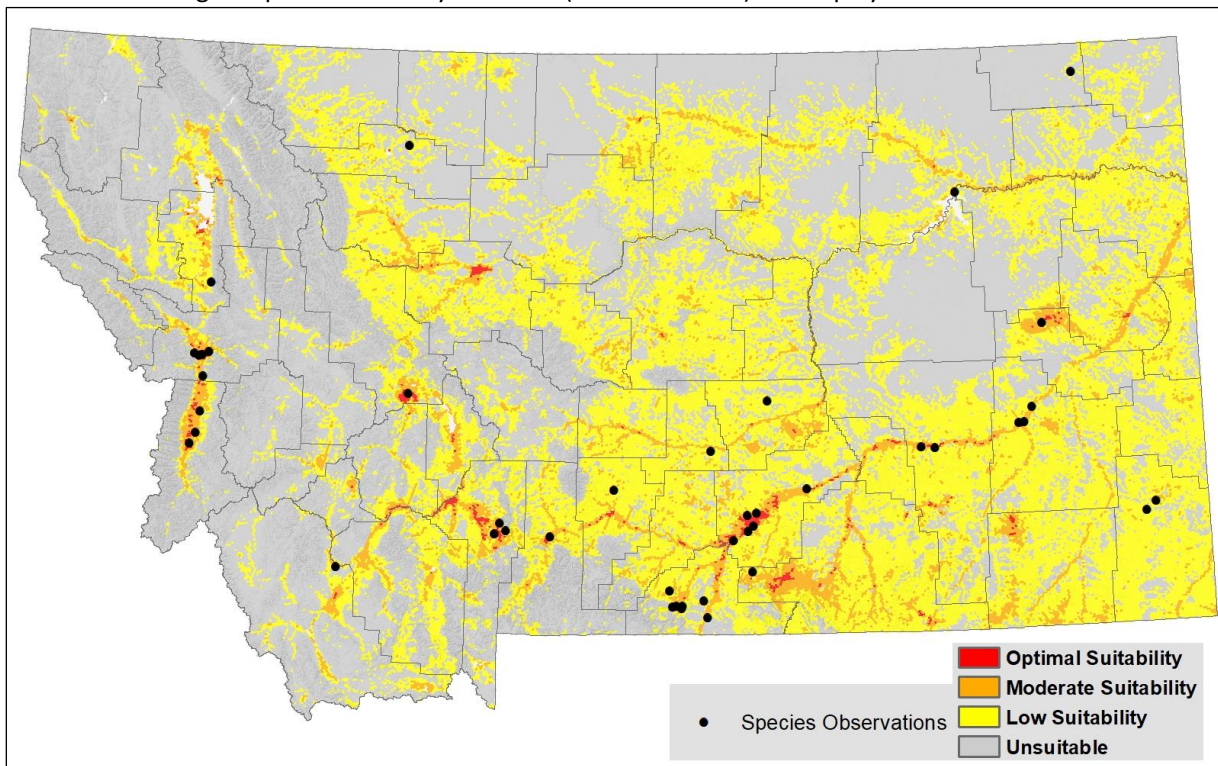 Optimal Suitability
Moderate Suitability
Species Observations
Low Suitability
Unsuitable